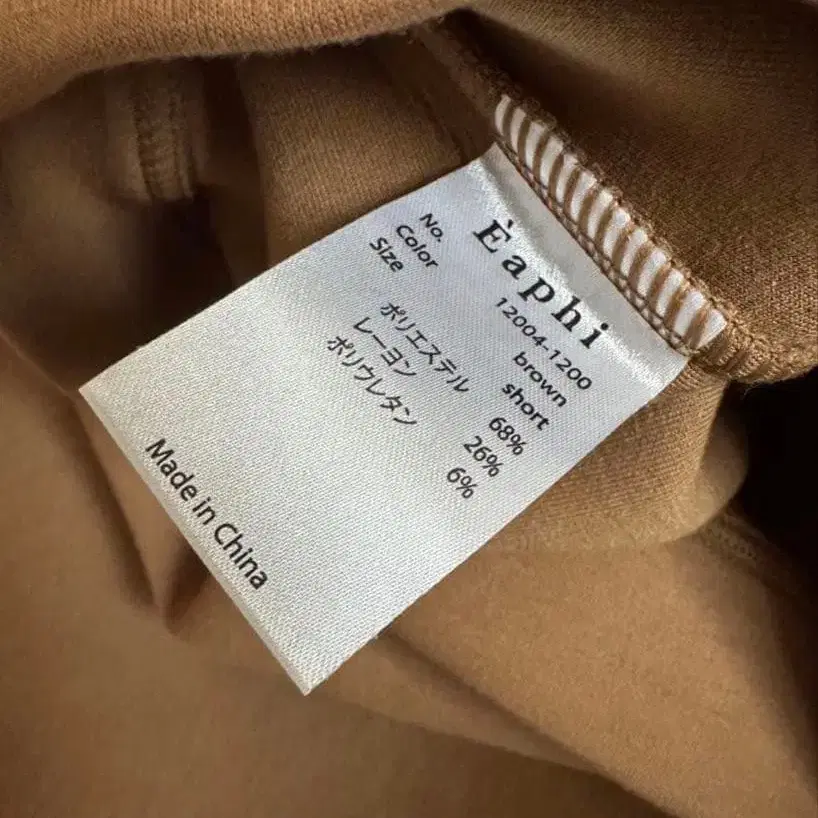 Èaphi
No. 12004-1200
Color brown
Size short
ポリエステル 68%
レーヨン 26%
ポリウレタン 6%
Made in China